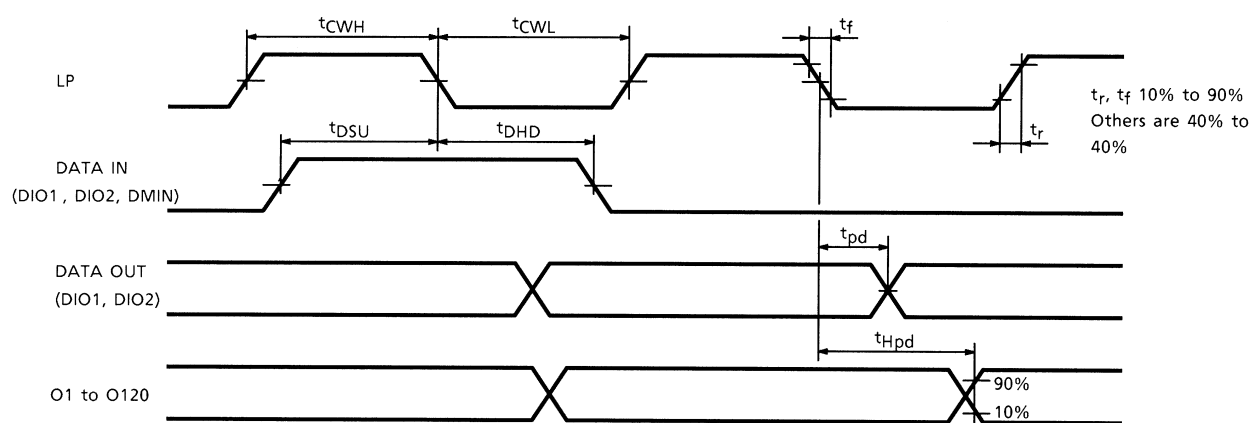 tCWH
tCWL
tf
LP
tr, tf 10% to 90%
Others are 40% to
40%
tr
tDSU
tDHD
DATA IN
(DIO1 , DIO2, DMIN)
tpd
DATA OUT
(DIO1, DIO2)
tHpd
90%
O1 to O120
10%